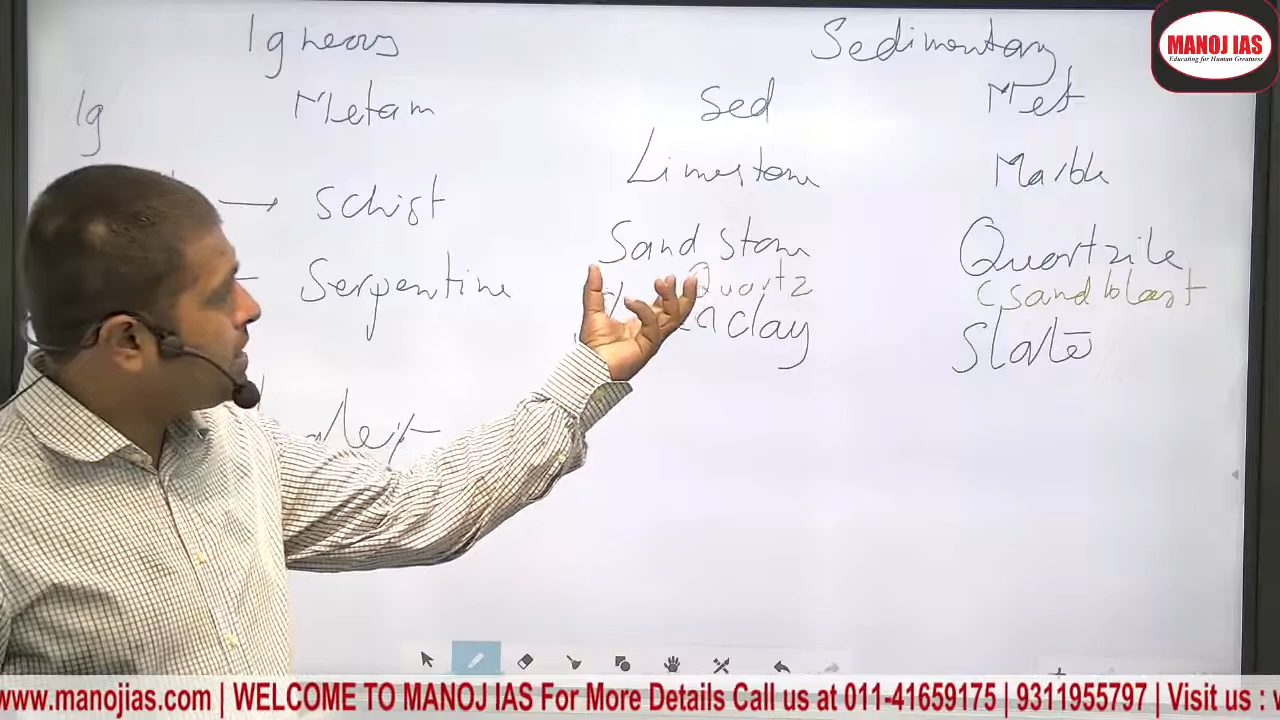 Igneous Sedimentary
MANOJ IAS
Educating for Human Greatness
Ig Metam Sed Met
Limestone Marble
→ Schist
Sand stone Quartzite
Serpentine Quartz (Sand blast
clay Slate
www.manojias.com | WELCOME TO MANOJ IAS For More Details Call us at 011-41659175 | 9311955797 | Visit us :